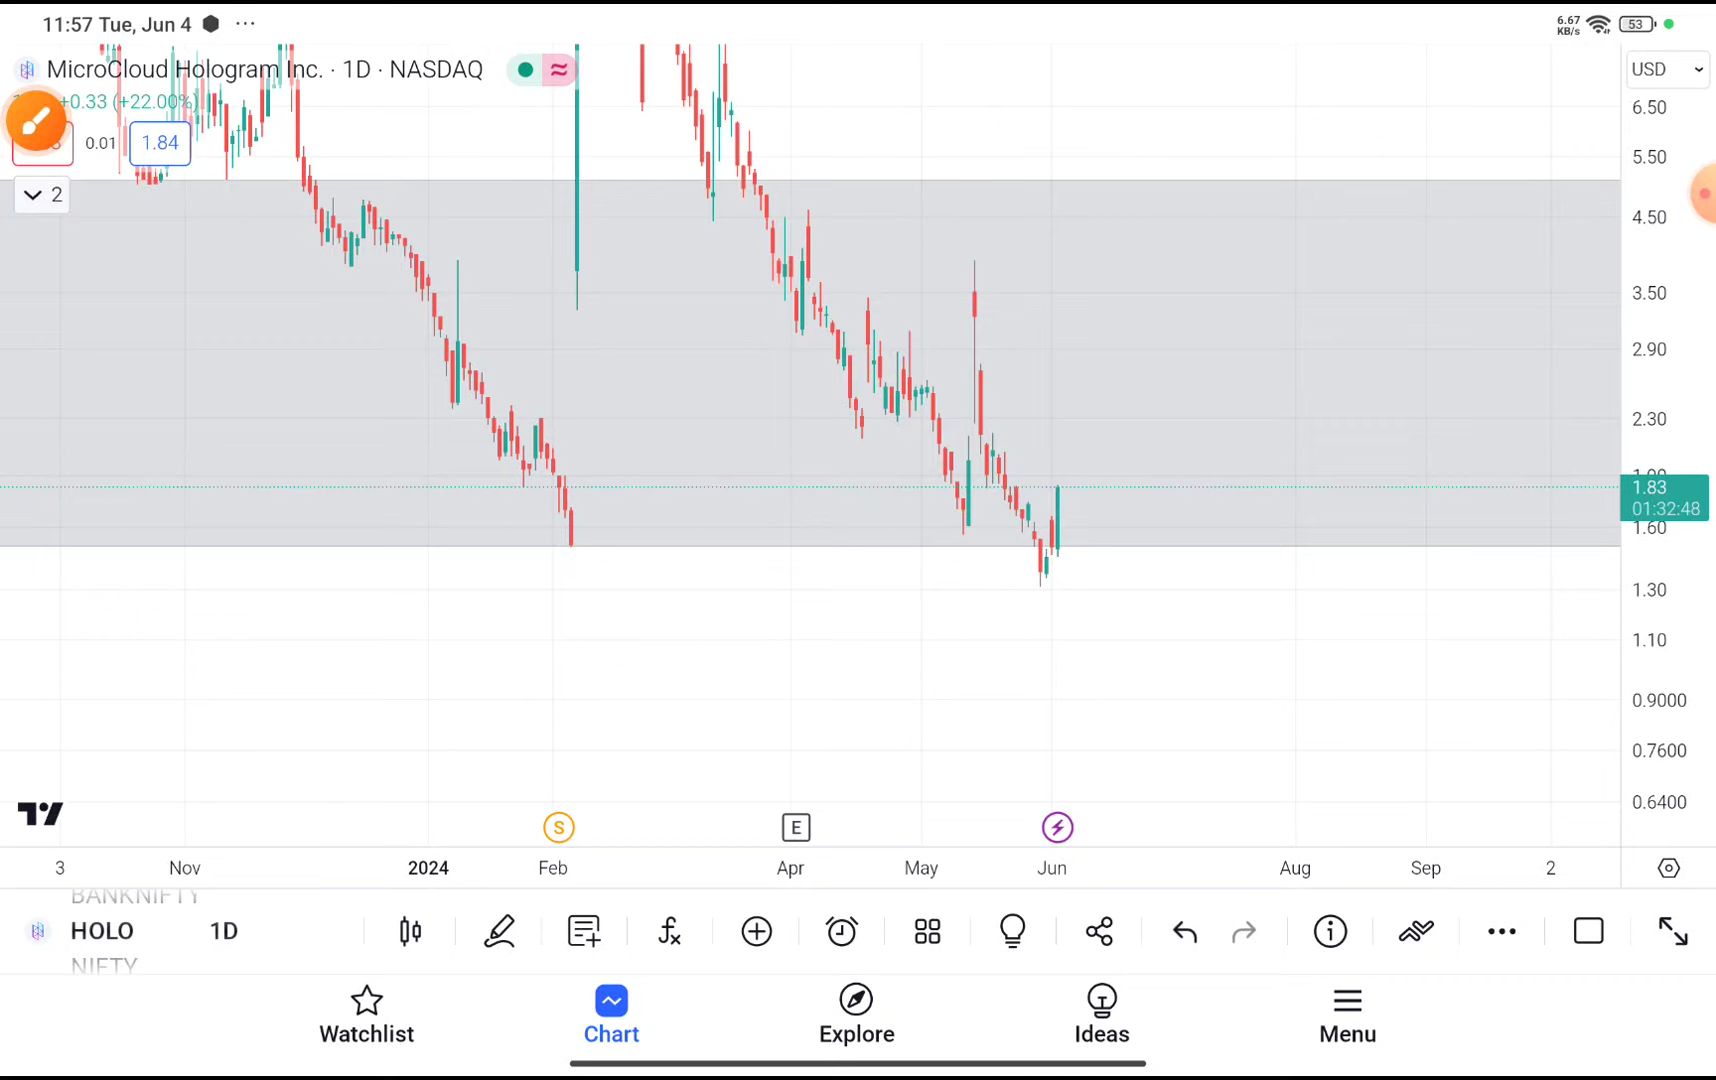 11:57 Tue, Jun 4
6.67
KB/s
53
MicroCloud Hologram Inc. · 1D · NASDAQ
USD
+0.33 (+22.00%)
0.01
1.84
2
6.50
5.50
4.50
3.50
2.90
2.30
1.83
01:32:48
1.60
1.30
1.10
0.9000
0.7600
0.6400
S
E
3
Nov
2024
Feb
Apr
May
Jun
Aug
Sep
2
BANKNIFTY
HOLO
1D
NIFTY
Watchlist
Chart
Explore
Ideas
Menu